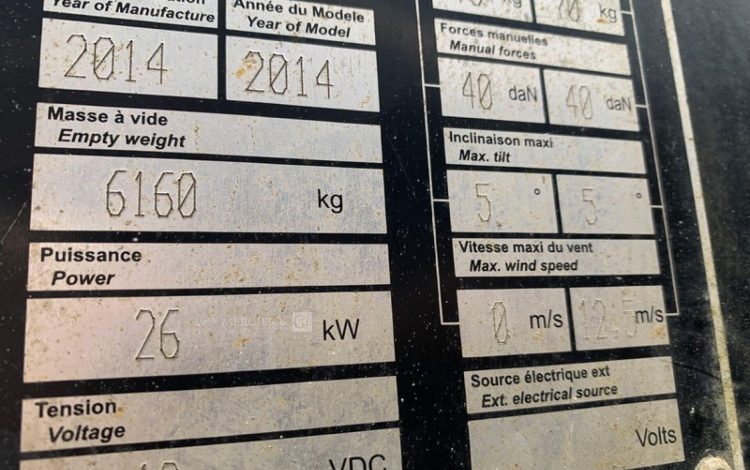 Year of Manufacture
2014
Année du Modele
Year of Model
2014
Masse à vide
Empty weight
6160 kg
Puissance
Power
26 kW
Tension
Voltage
VDC
kg
kg
Forces manuelles
Manual forces
40 daN
40 daN
Inclinaison maxi
Max. tilt
5 °
5 °
Vitesse maxi du vent
Max. wind speed
0 m/s
12.5 m/s
Source électrique ext
Ext. electrical source
Volts